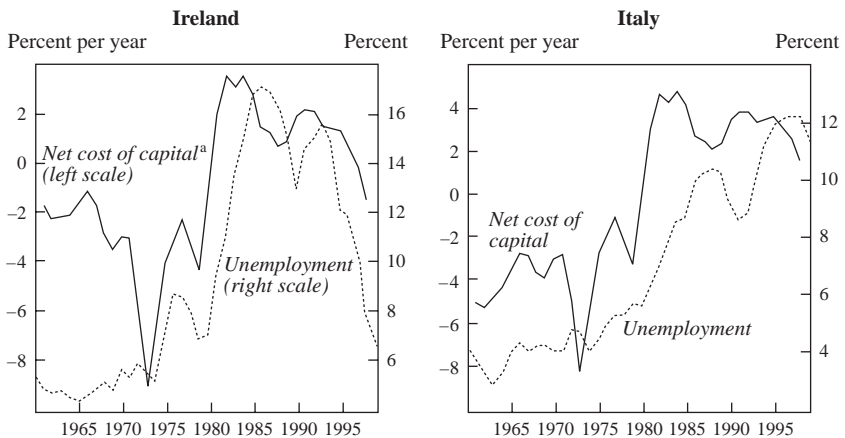 Ireland
Percent per year Percent
2
0
–2
–4
–6
–8
16
14
12
10
8
6
Net cost of capitalᵃ
(left scale)
Unemployment
(right scale)
1965 1970 1975 1980 1985 1990 1995
Italy
Percent per year Percent
4
2
0
–2
–4
–6
–8
12
10
8
6
4
Net cost of
capital
Unemployment
1965 1970 1975 1980 1985 1990 1995